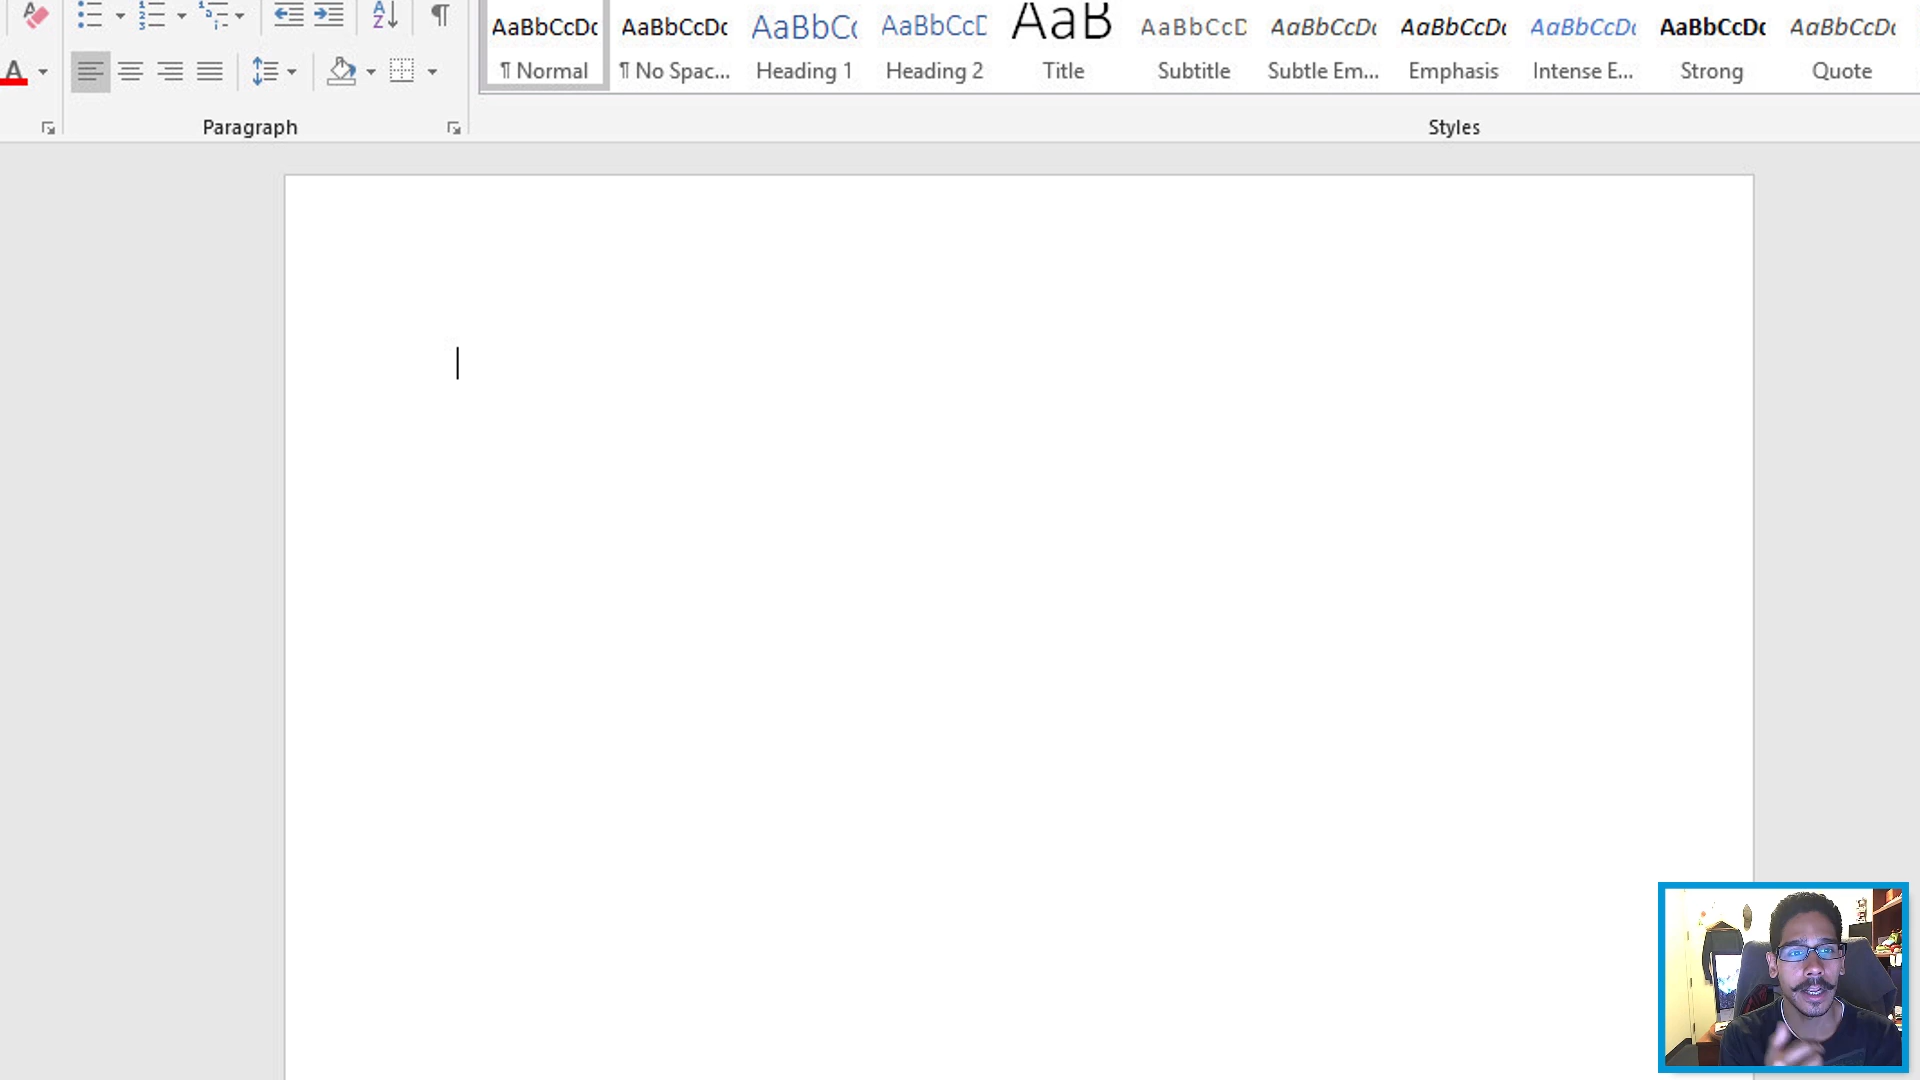 AaBbCcDc AaBbCcDc AaBbCc AaBbCcD AaB AaBbCcD AaBbCcDc AaBbCcDc AaBbCcDc AaBbCcDc AaBbCcDc
A ¶ Normal ¶ No Spac... Heading 1 Heading 2 Title Subtitle Subtle Em... Emphasis Intense E... Strong Quote
Paragraph Styles